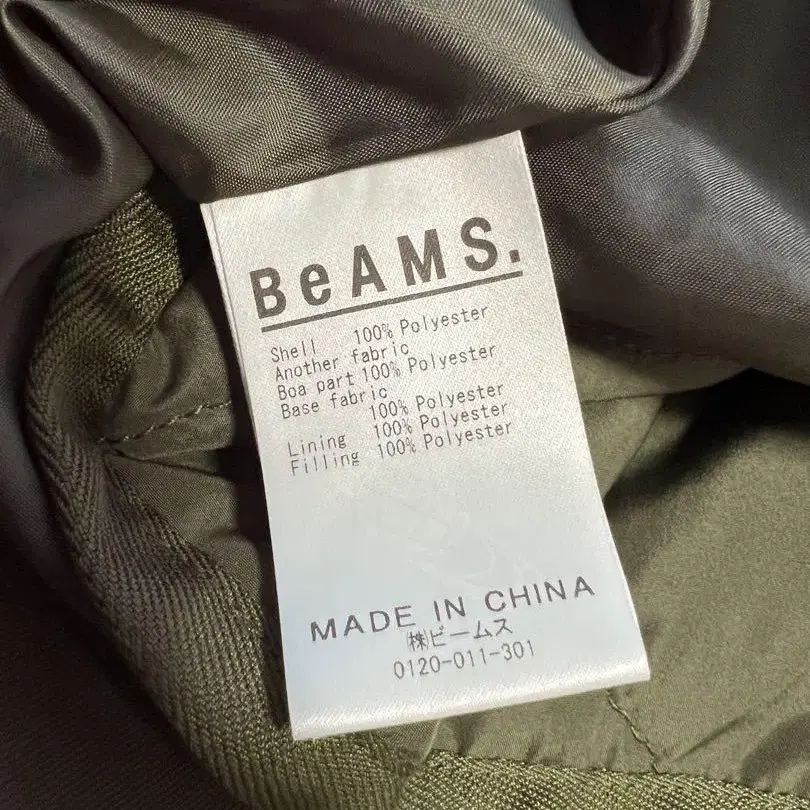 BeAMS.
Shell 100% Polyester
Another fabric
Boa part 100% Polyester
Base fabric
100% Polyester
Lining 100% Polyester
Filling 100% Polyester
MADE IN CHINA
㈱ビームス
0120-011-301